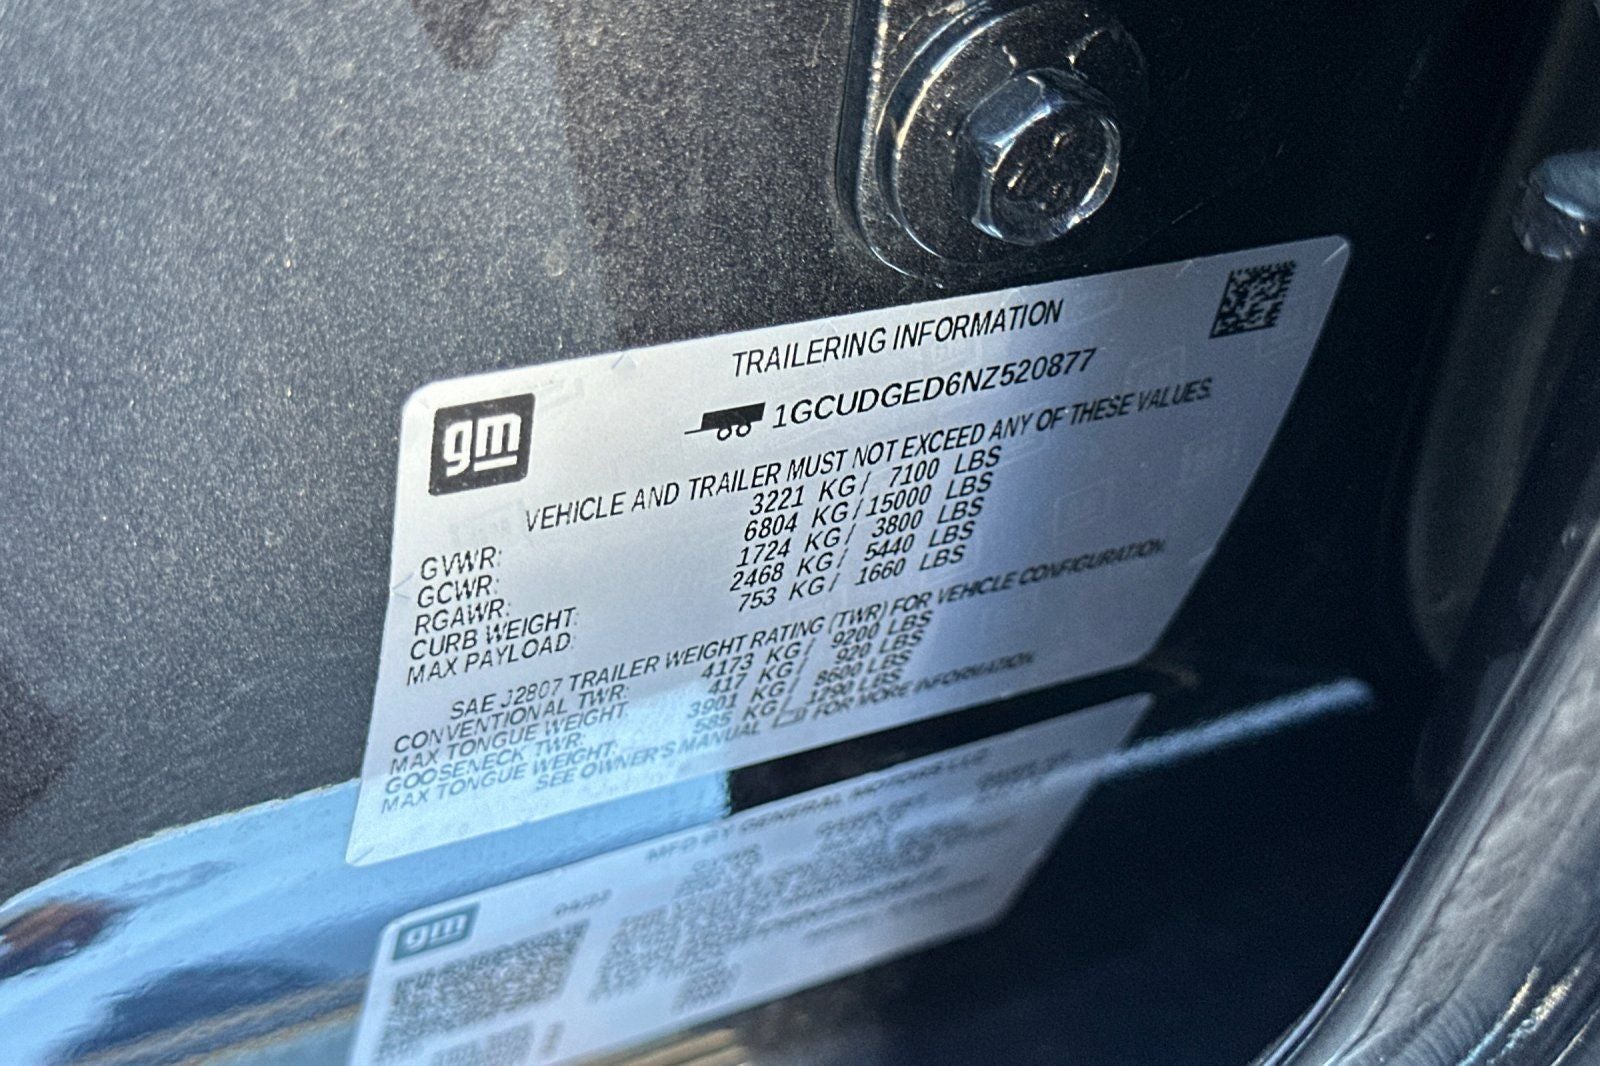 TRAILERING INFORMATION
gm
1GCUDGED6NZ520877
VEHICLE AND TRAILER MUST NOT EXCEED ANY OF THESE VALUES.
GVWR: 3221 KG/ 7100 LBS
GCWR: 6804 KG/15000 LBS
RGAWR: 1724 KG/ 3800 LBS
CURB WEIGHT: 2468 KG/ 5440 LBS
MAX PAYLOAD: 753 KG/ 1660 LBS
SAE J2807 TRAILER WEIGHT RATING (TWR) FOR VEHICLE CONFIGURATION.
CONVENTIONAL TWR: 4173 KG/ 9200 LBS
MAX TONGUE WEIGHT: 417 KG/ 920 LBS
GOOSENECK TWR: 3901 KG/ 8600 LBS
MAX TONGUE WEIGHT: 585 KG/ 1290 LBS
SEE OWNER'S MANUAL FOR MORE INFORMATION.
MFD BY GENERAL MOTORS LLC
gm